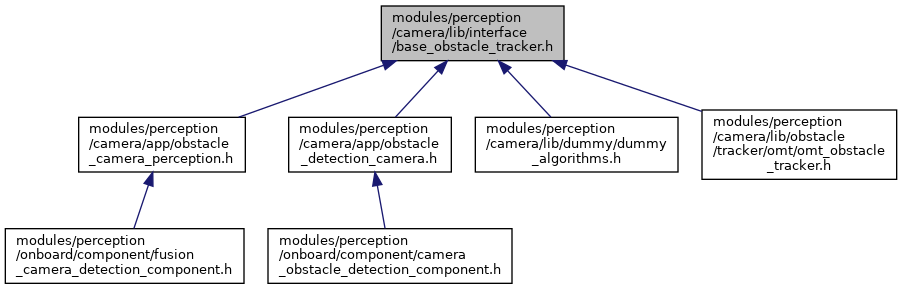 modules/perception
/camera/lib/interface
/base_obstacle_tracker.h
modules/perception
/camera/app/obstacle
_camera_perception.h
modules/perception
/camera/app/obstacle
_detection_camera.h
modules/perception
/camera/lib/dummy/dummy
_algorithms.h
modules/perception
/camera/lib/obstacle
/tracker/omt/omt_obstacle
_tracker.h
modules/perception
/onboard/component/fusion
_camera_detection_component.h
modules/perception
/onboard/component/camera
_obstacle_detection_component.h